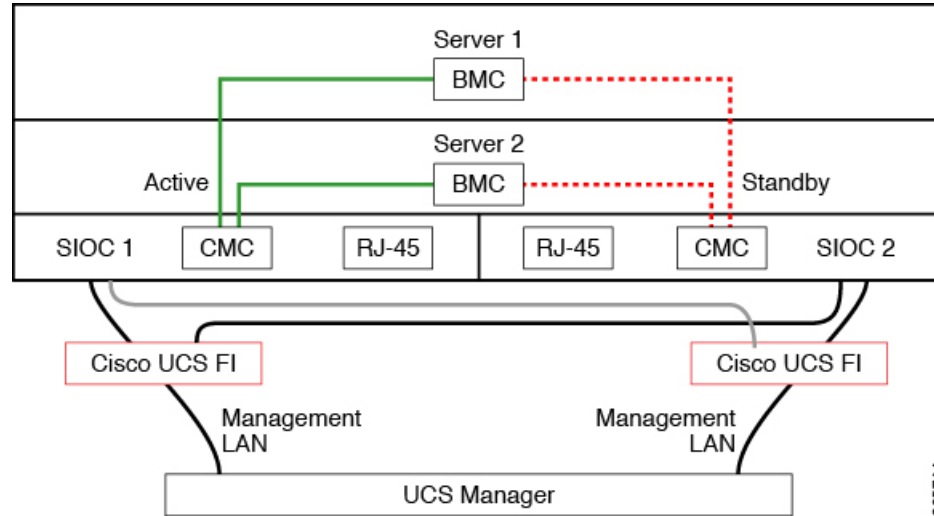 Server 1
BMC
Server 2
Active
BMC
Standby
SIOC 1
CMC
RJ-45
RJ-45
CMC
SIOC 2
Cisco UCS FI
Cisco UCS FI
Management
LAN
Management
LAN
UCS Manager